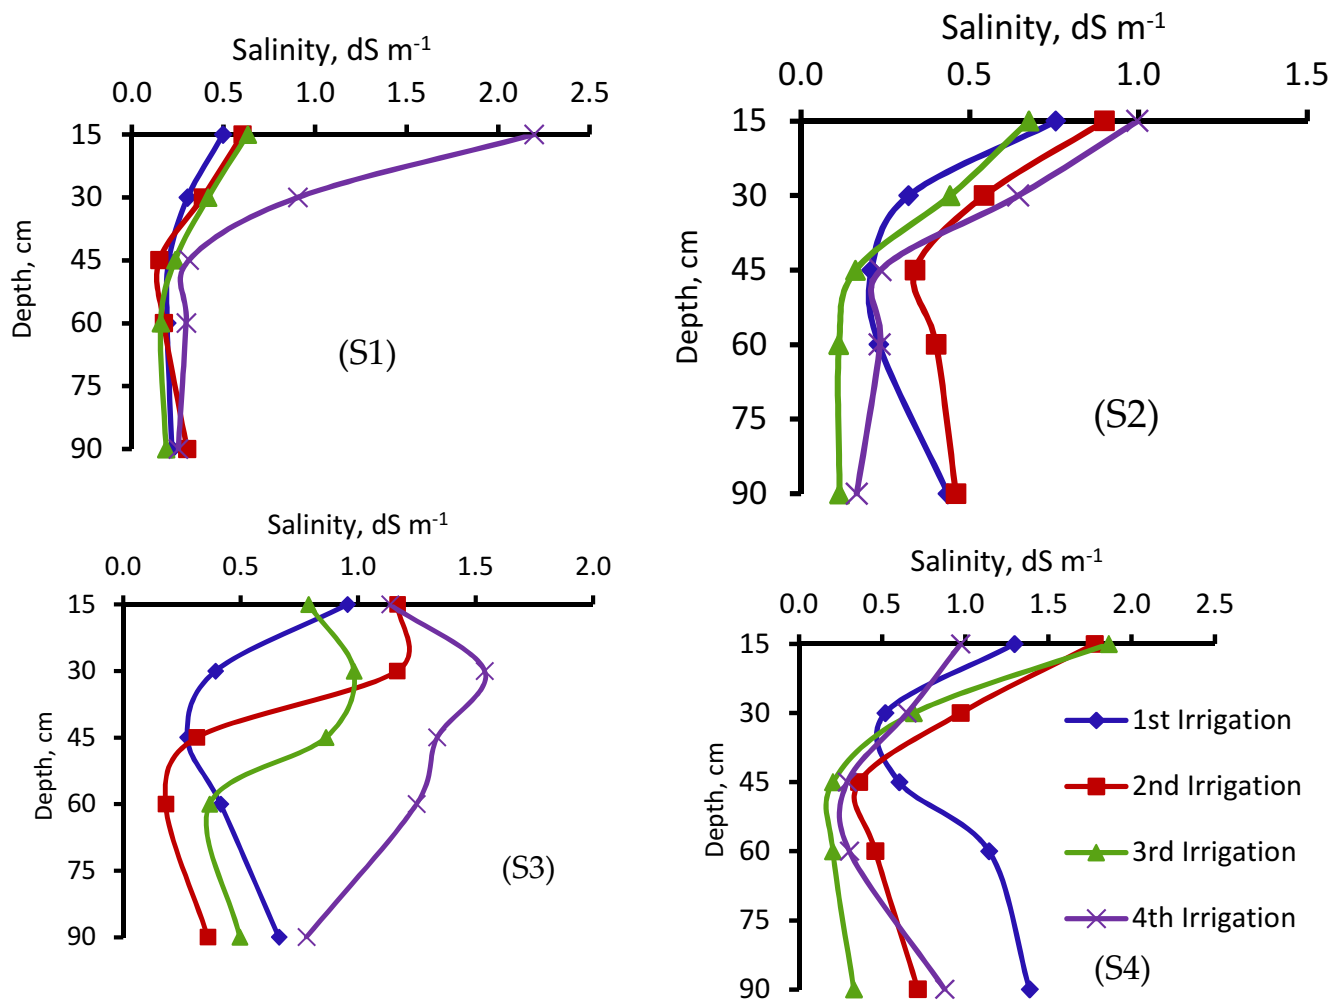 Salinity, dS m⁻¹
0.0 0.5 1.0 1.5 2.0 2.5
15
30
45
60
75
90
Depth, cm
(S1)
Salinity, dS m⁻¹
0.0 0.5 1.0 1.5
15
30
45
60
75
90
Depth, cm
(S2)
Salinity, dS m⁻¹
0.0 0.5 1.0 1.5 2.0
15
30
45
60
75
90
Depth, cm
(S3)
Salinity, dS m⁻¹
0.0 0.5 1.0 1.5 2.0 2.5
15
30
45
60
75
90
Depth, cm
1st Irrigation
2nd Irrigation
3rd Irrigation
4th Irrigation
(S4)